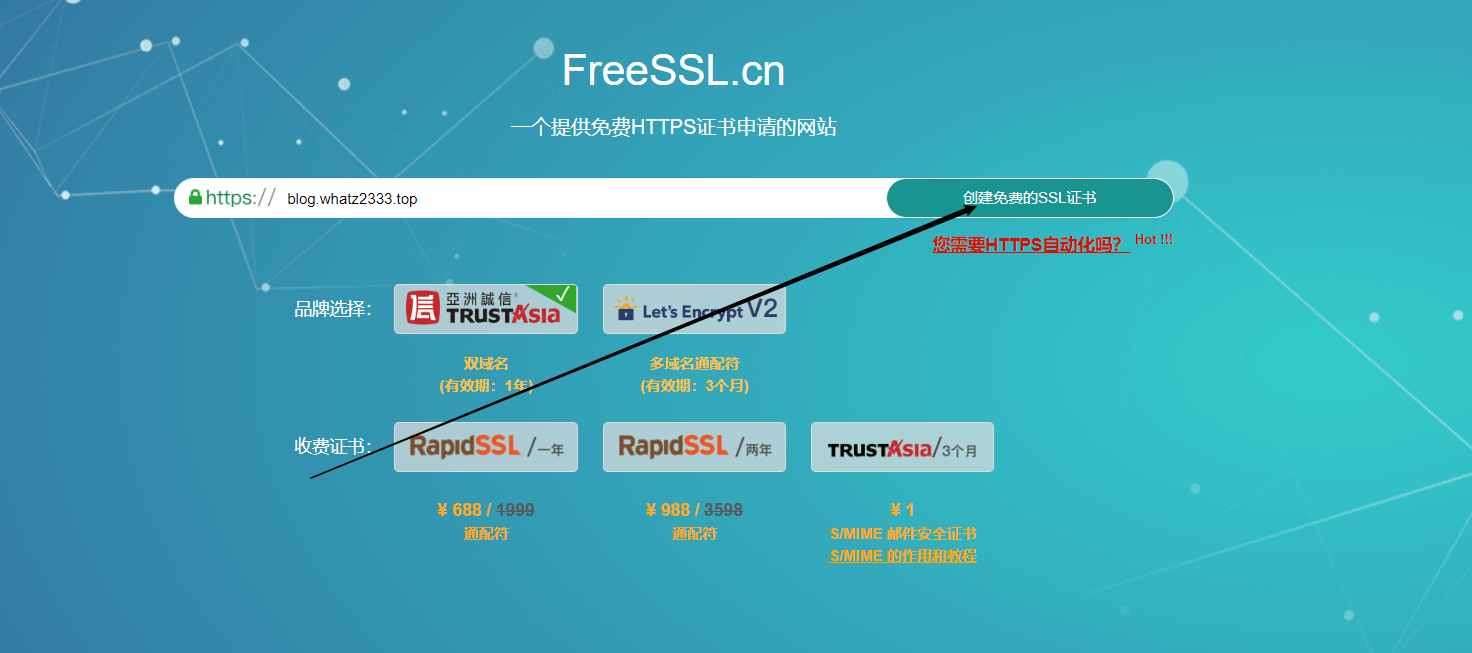 FreeSSL.cn
一个提供免费HTTPS证书申请的网站
https:// blog.whatz2333.top 创建免费的SSL证书
您需要HTTPS自动化吗? Hot !!!
品牌选择: 亞洲誠信® TRUSTAsia Let's Encrypt V2
双域名 多域名通配符
(有效期: 1年) (有效期: 3个月)
收费证书: RapidSSL /一年 RapidSSL /两年 TRUSTAsia/3个月
¥ 688 / 1999 ¥ 988 / 3598 ¥ 1
通配符 通配符 S/MIME 邮件安全证书
S/MIME 的作用和教程